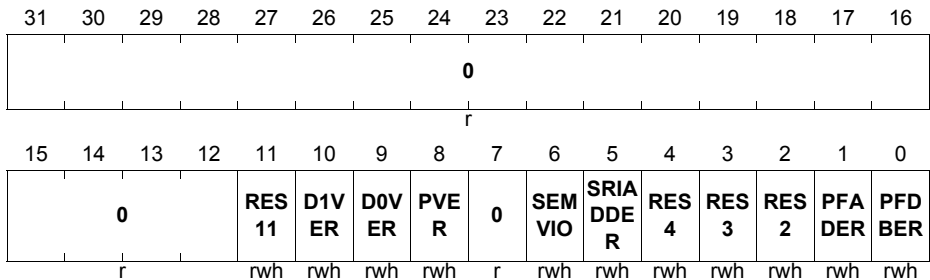 31 30 29 28 27 26 25 24 23 22 21 20 19 18 17 16
0
r
15 14 13 12 11 10 9 8 7 6 5 4 3 2 1 0
0 RES 11 D1V ER D0V ER PVE R 0 SEM VIO SRIA DDE R RES 4 RES 3 RES 2 PFA DER PFD BER
r rwh rwh rwh rwh r rwh rwh rwh rwh rwh rwh rwh